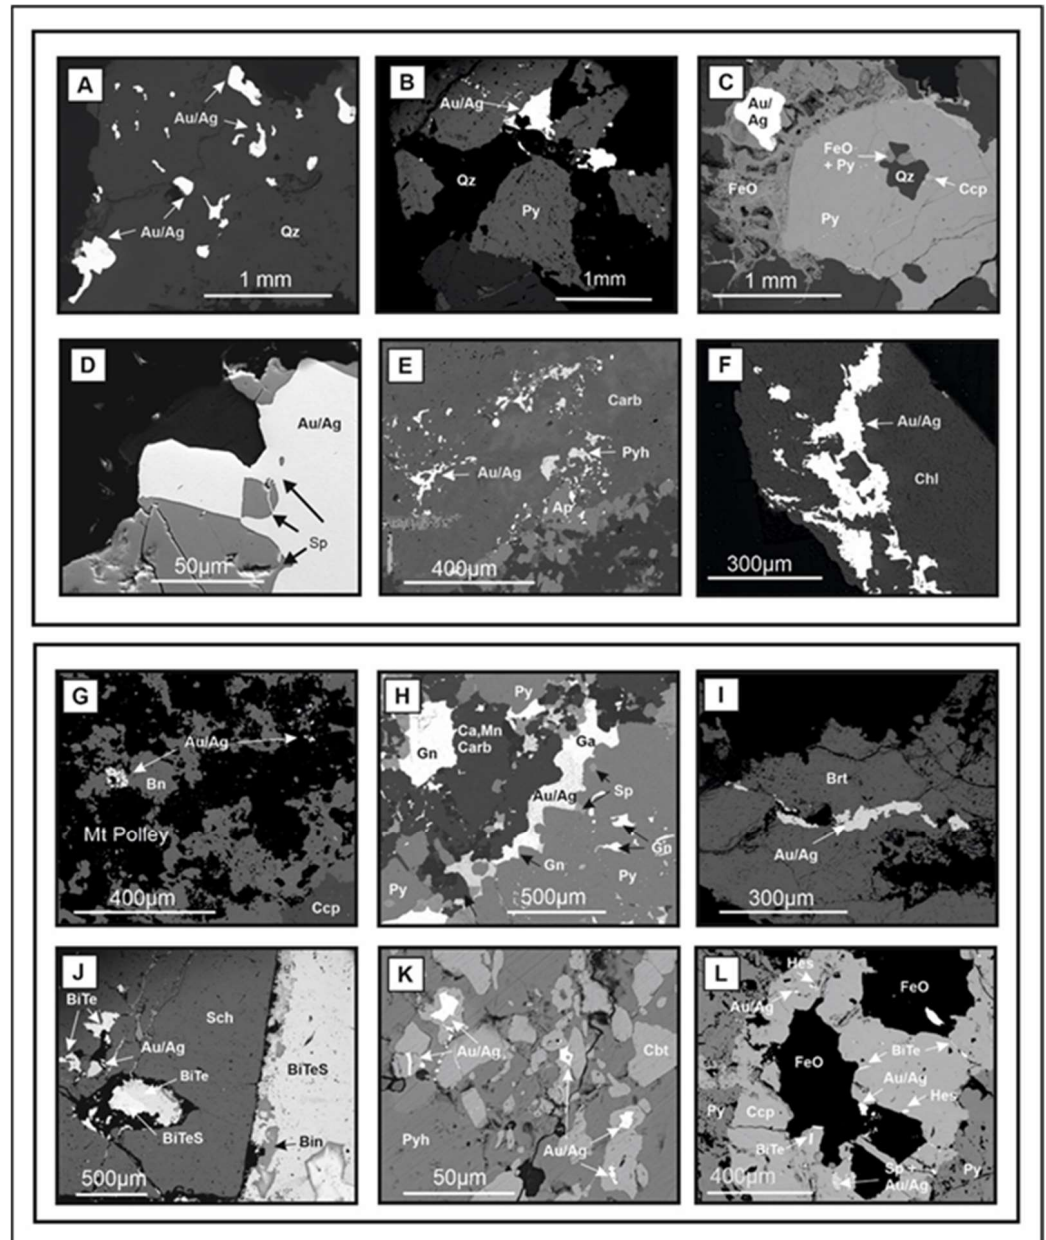 A
Au/Ag
Au/Ag
Qz
1 mm
B
Au/Ag
Qz
Py
1mm
C
Au/
Ag
FeO
+ Py
Qz
Ccp
FeO
Py
1 mm
D
Au/Ag
Sp
50µm
E
Carb
Pyh
Au/Ag
Ap
400µm
F
Au/Ag
Chl
300µm
G
Au/Ag
Bn
Mt Polley
400µm
Ccp
H
Py
Ca,Mn
Carb
Gn
Ga
Au/Ag
Sp
Gn
Gn
Py
Py
500µm
I
Brt
Au/Ag
300µm
J
BiTe
Sch
Au/Ag
BiTe
BiTeS
BiTeS
Bin
500µm
K
Au/Ag
Cbt
Pyh
Au/Ag
50µm
L
Hes
FeO
Au/Ag
BiTe
FeO
Au/Ag
Hes
Py
Ccp
BiTe
Sp +
Au/Ag
Py
400µm